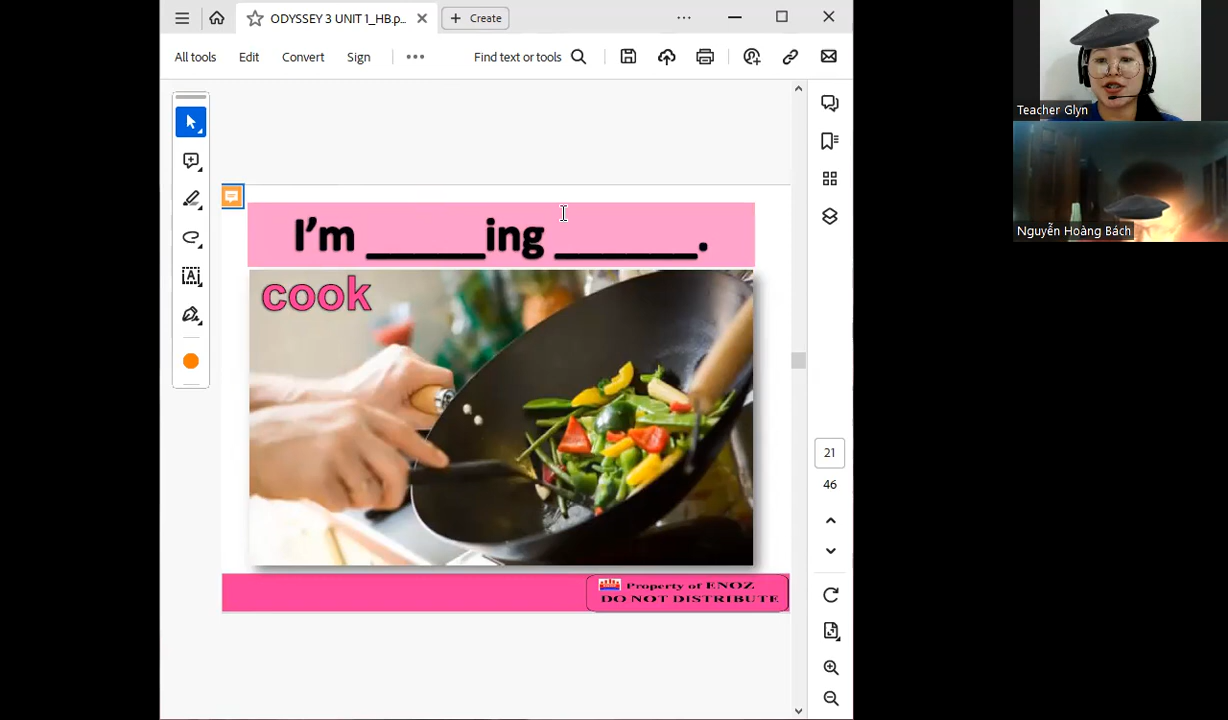 ODYSSEY 3 UNIT 1_HB.p...
Create
All tools
Edit
Convert
Sign
Find text or tools
I'm ______ing _______.
cook
Property of ENOZ
DO NOT DISTRIBUTE
21
46
Teacher Glyn
Nguyễn Hoàng Bách